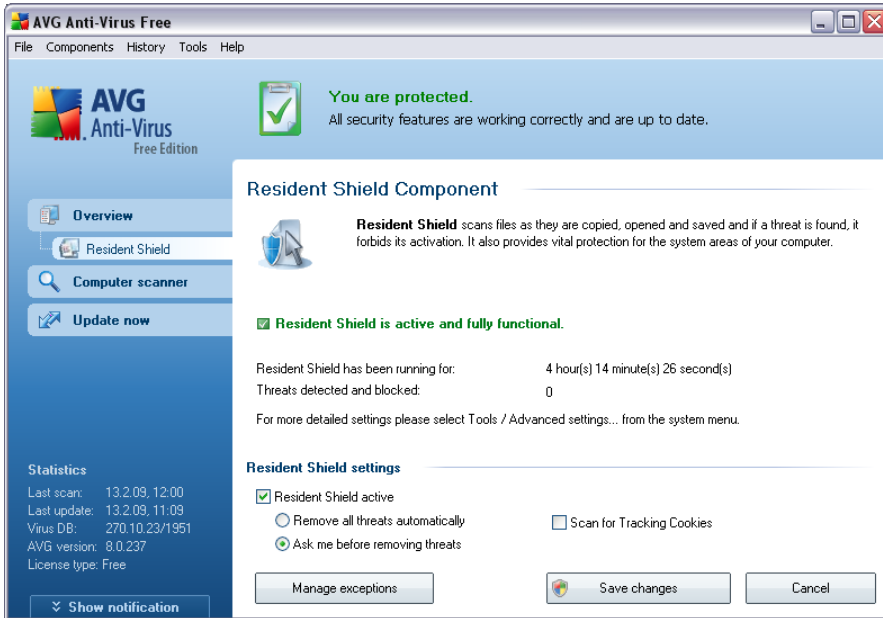 AVG Anti-Virus Free
File Components History Tools Help
AVG
Anti-Virus
Free Edition
You are protected.
All security features are working correctly and are up to date.
Overview
Resident Shield
Computer scanner
Update now
Resident Shield Component
Resident Shield scans files as they are copied, opened and saved and if a threat is found, it
forbids its activation. It also provides vital protection for the system areas of your computer.
Resident Shield is active and fully functional.
Resident Shield has been running for: 4 hour(s) 14 minute(s) 26 second(s)
Threats detected and blocked: 0
For more detailed settings please select Tools / Advanced settings... from the system menu.
Resident Shield settings
Resident Shield active
Remove all threats automatically
Scan for Tracking Cookies
Ask me before removing threats
Manage exceptions Save changes Cancel
Statistics
Last scan: 13.2.09, 12:00
Last update: 13.2.09, 11:09
Virus DB: 270.10.23/1951
AVG version: 8.0.237
License type: Free
Show notification